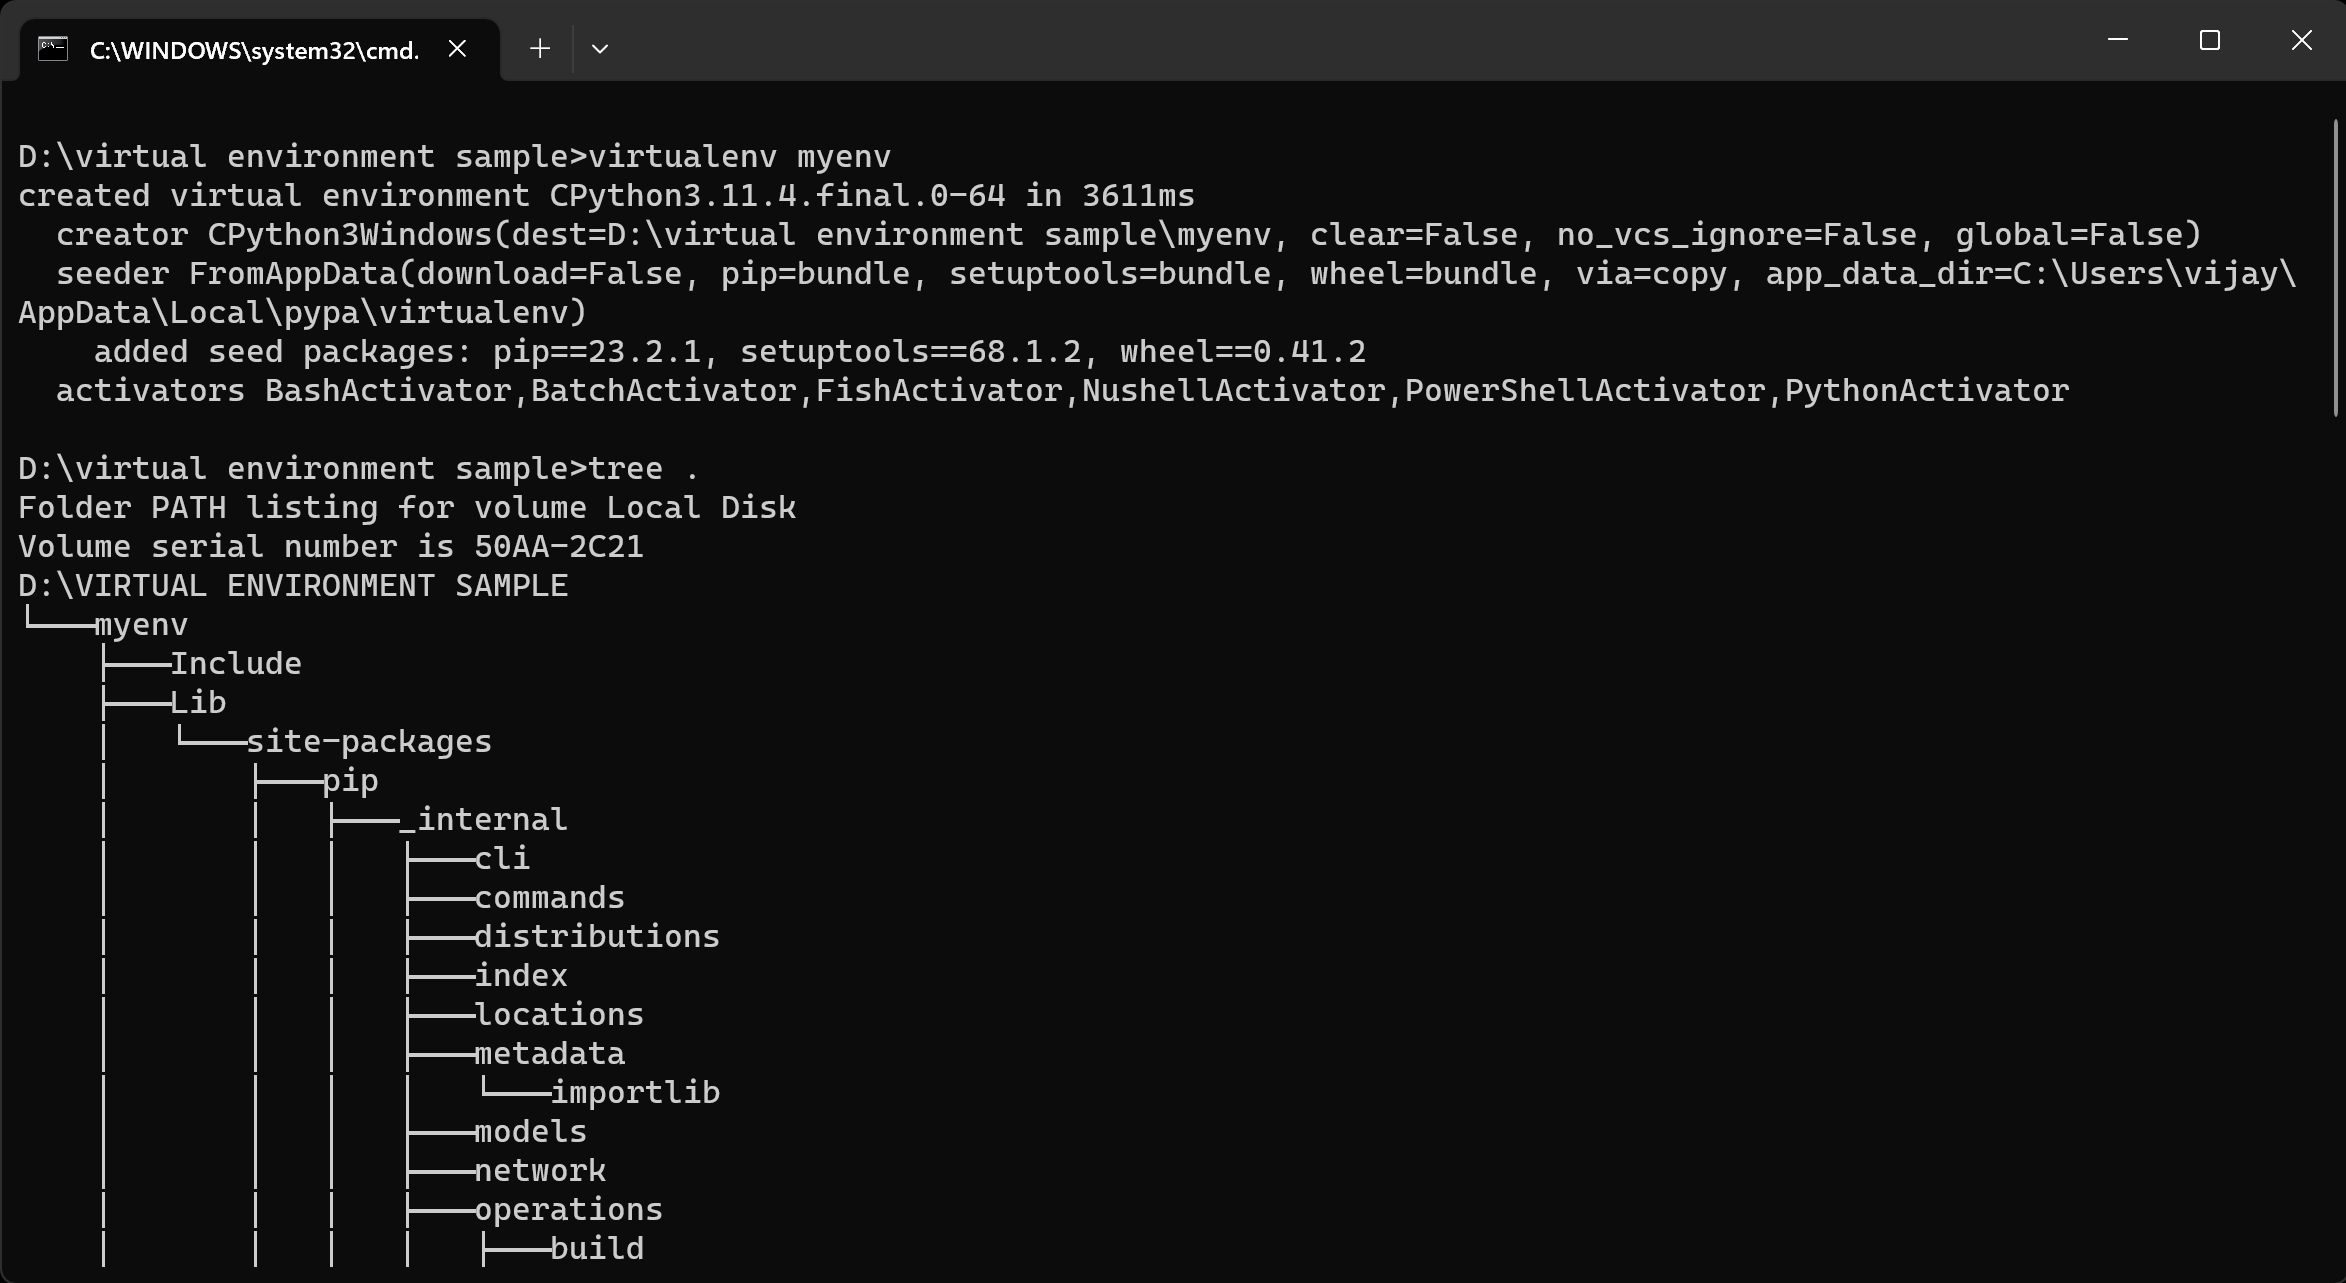 C:\WINDOWS\system32\cmd.
D:\virtual environment sample>virtualenv myenv
created virtual environment CPython3.11.4.final.0-64 in 3611ms
  creator CPython3Windows(dest=D:\virtual environment sample\myenv, clear=False, no_vcs_ignore=False, global=False)
  seeder FromAppData(download=False, pip=bundle, setuptools=bundle, wheel=bundle, via=copy, app_data_dir=C:\Users\vijay\
AppData\Local\pypa\virtualenv)
    added seed packages: pip==23.2.1, setuptools==68.1.2, wheel==0.41.2
  activators BashActivator,BatchActivator,FishActivator,NushellActivator,PowerShellActivator,PythonActivator
D:\virtual environment sample>tree .
Folder PATH listing for volume Local Disk
Volume serial number is 50AA-2C21
D:\VIRTUAL ENVIRONMENT SAMPLE
└───myenv
    ├───Include
    ├───Lib
    │   └───site-packages
    │       ├───pip
    │       │   ├───_internal
    │       │   │   ├───cli
    │       │   │   ├───commands
    │       │   │   ├───distributions
    │       │   │   ├───index
    │       │   │   ├───locations
    │       │   │   ├───metadata
    │       │   │   │   └───importlib
    │       │   │   ├───models
    │       │   │   ├───network
    │       │   │   ├───operations
    │       │   │   │   ├───build